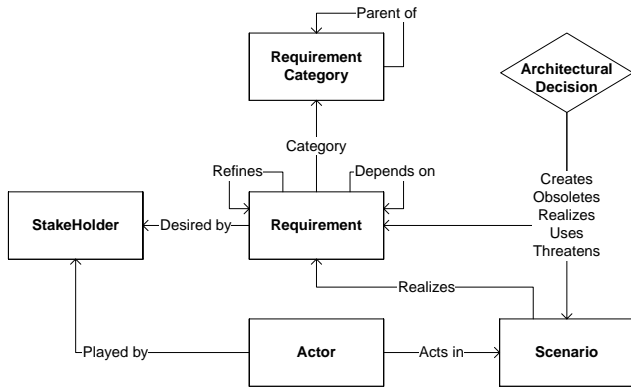 Parent of
Requirement
Category
Architectural
Decision
Category
Refines
Depends on
Creates
Obsoletes
Realizes
Uses
Threatens
StakeHolder
Desired by
Requirement
Realizes
Played by
Actor
Acts in
Scenario